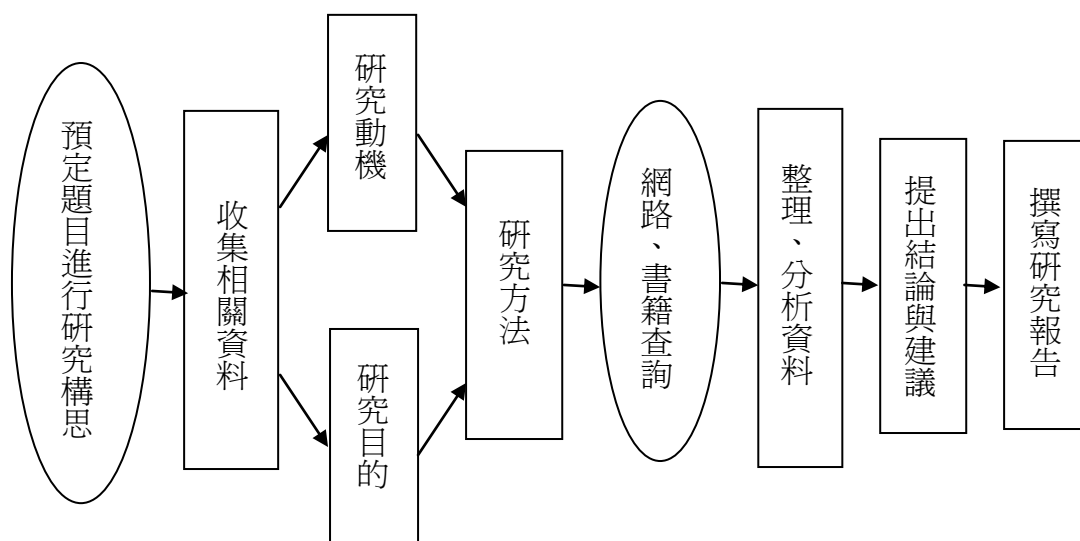 預定題目進行研究構思
收集相關資料
研究動機
研究目的
研究方法
網路、書籍查詢
整理、分析資料
提出結論與建議
撰寫研究報告